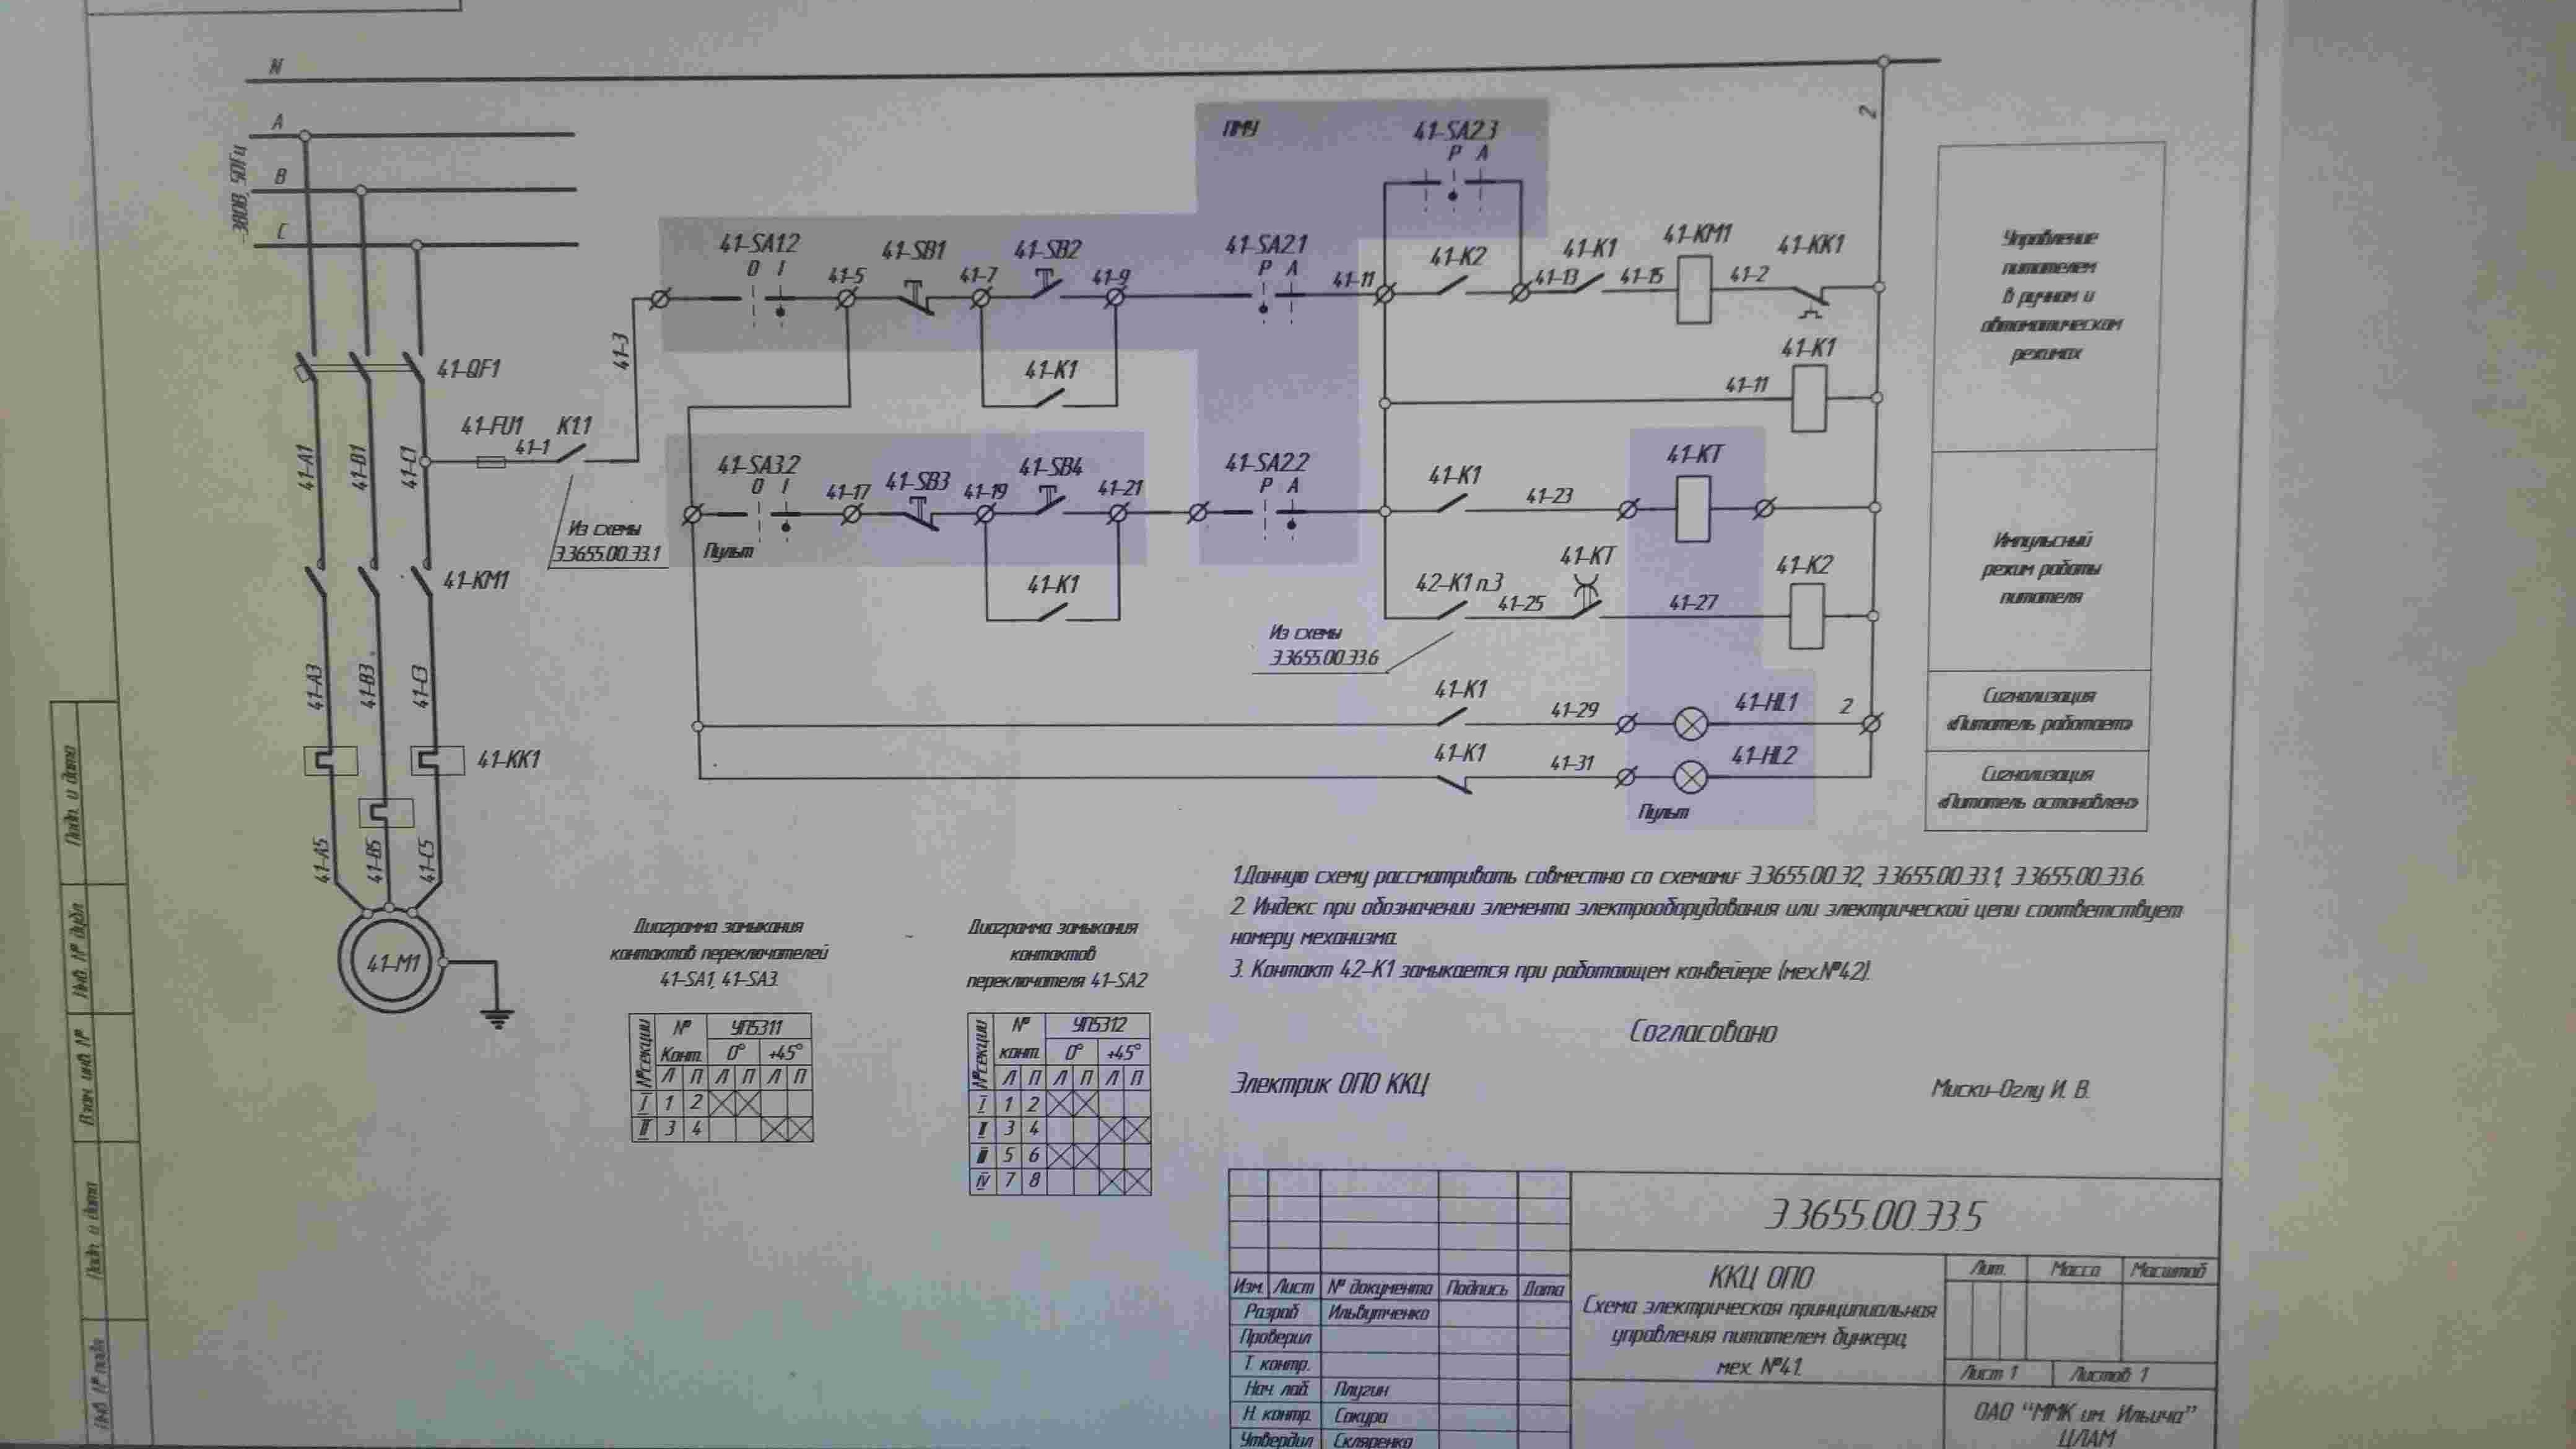 N
A
B
C
~380В, 50Гц
2
ПМУ
41-SA2.3
Р А
41-SA1.2
0 I
41-5
41-SB1
41-7
41-SB2
41-9
41-SA2.1
Р А
41-11
41-K2
41-13
41-K1
41-15
41-KM1
41-2
41-KK1
41-3
41-K1
41-K1
41-11
41-QF1
41-FU1
41-1
K1.1
41-A1
41-B1
41-C1
Из схемы
Э.3655.00.33.1
41-SA3.2
0 I
Пульт
41-17
41-SB3
41-19
41-SB4
41-21
41-SA2.2
Р А
41-K1
41-23
41-KT
41-K1
42-K1 п.3
41-25
41-KT
41-27
41-K2
Из схемы
Э.3655.00.33.6
41-KM1
41-A3
41-B3
41-C3
41-K1
41-29
41-HL1
2
41-K1
41-31
41-HL2
Пульт
41-KK1
41-A5
41-B5
41-C5
41-M1
Управление
питателем
в ручном и
автоматическом
режимах
Импульсный
режим работы
питателя
Сигнализация
«Питатель работает»
Сигнализация
«Питатель остановлен»
1.Данную схему рассматривать совместно со схемами: Э.3655.00.32, Э.3655.00.33.1, Э.3655.00.33.6.
2. Индекс при обозначении элемента электрооборудования или электрической цепи соответствует
номеру механизма.
3. Контакт 42-К1 замыкается при работающем конвейере (мех.№42).
Диаграмма замыкания
контактов переключателей
41-SA1, 41-SA3.
№секции
№ Конт.
УП5311
0° +45°
Л П Л П Л П
I 1 2
II 3 4
Диаграмма замыкания
контактов
переключателя 41-SA2
№секции
№ конт.
УП5312
0° +45°
Л П Л П Л П
I 1 2
II 3 4
III 5 6
IV 7 8
Согласовано
Электрик ОПО ККЦ
Миски-Оглу И. В.
Э.3655.00.33.5
Изм. Лист № документа Подпись Дата
Разраб Ильвутченко
Проверил
Т. контр.
Нач лаб Плугин
Н. контр. Сокура
Утвердил Скляренко
ККЦ ОПО
Схема электрическая принципиальная
управления питателем бункера,
мех. №41.
Лит. Масса Масштаб
Лист 1 Листов 1
ОАО "ММК им. Ильича"
ЦЛАМ
Подп. и дата
Инв. № дубл
Взам. инв. №
Подп. и дата
Инв. № подл